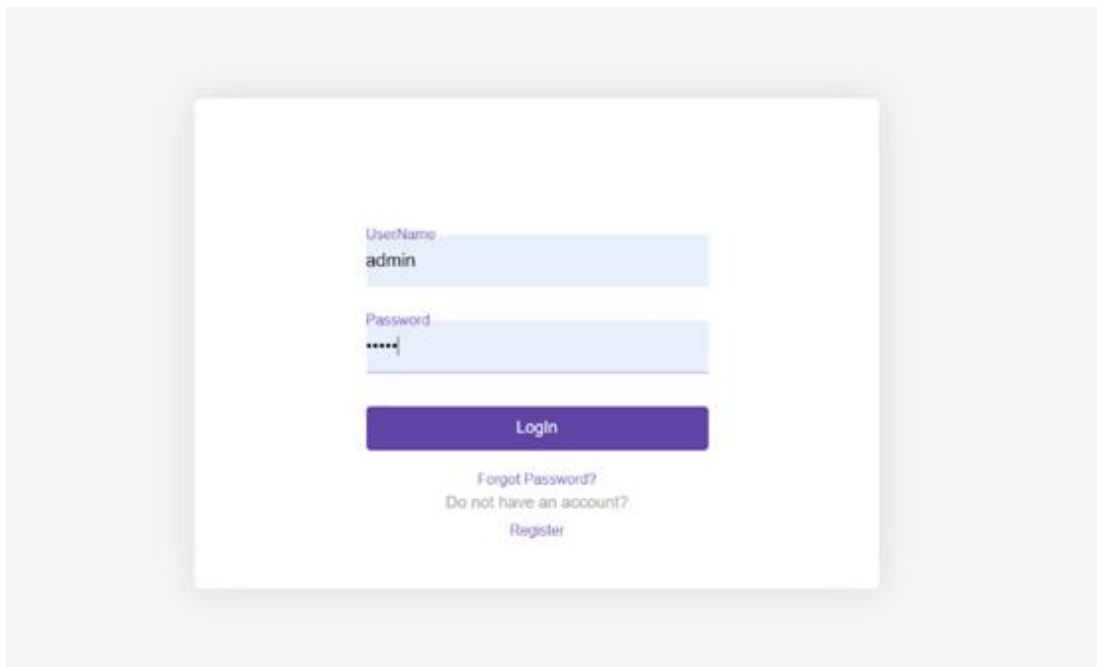 UserName
admin
Password
•••••
LogIn
Forgot Password?
Do not have an account?
Register